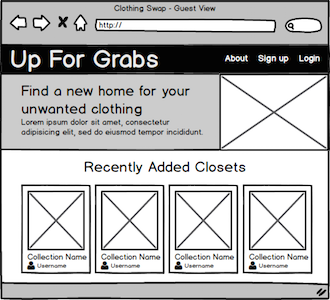 Clothing Swap - Guest View
http://
Up For Grabs
About Sign up Login
Find a new home for your
unwanted clothing
Lorem ipsum dolor sit amet, consectetur
adipisicing elit, sed do eiusmod tempor incididunt.
Recently Added Closets
Collection Name Collection Name Collection Name Collection Name
Username Username Username Username